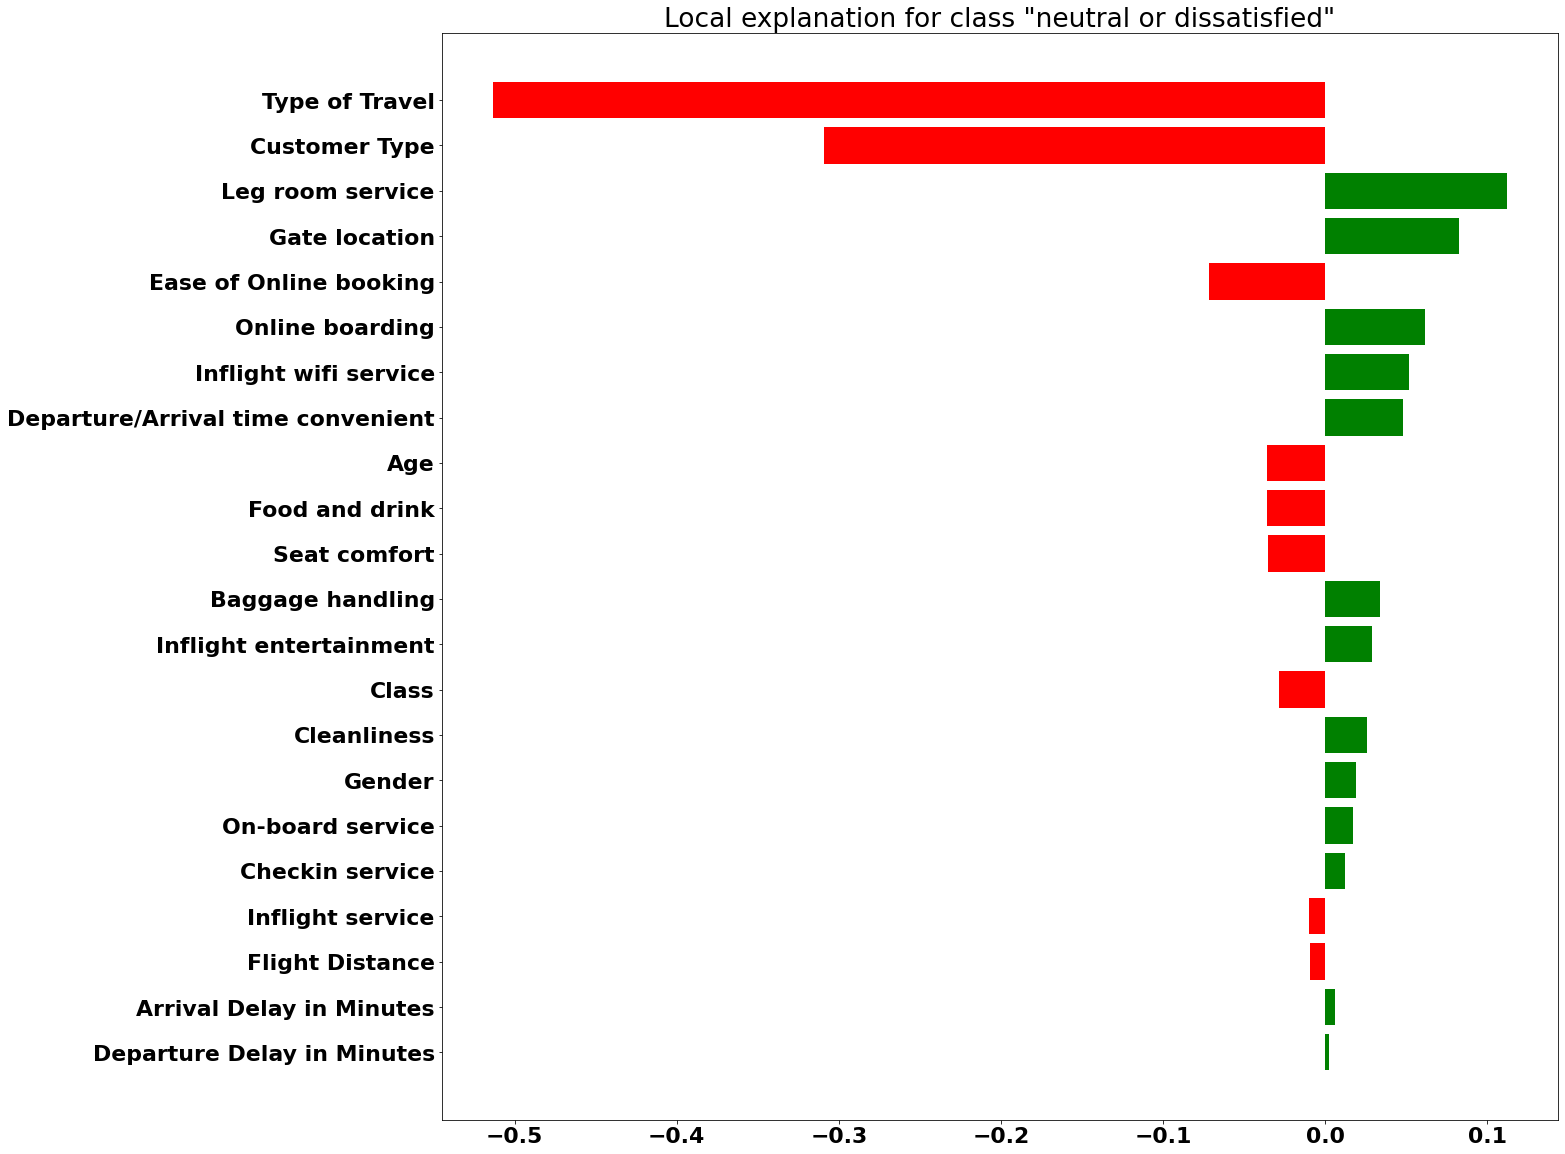 Local explanation for class "neutral or dissatisfied"
Type of Travel
Customer Type
Leg room service
Gate location
Ease of Online booking
Online boarding
Inflight wifi service
Departure/Arrival time convenient
Age
Food and drink
Seat comfort
Baggage handling
Inflight entertainment
Class
Cleanliness
Gender
On-board service
Checkin service
Inflight service
Flight Distance
Arrival Delay in Minutes
Departure Delay in Minutes
−0.5 −0.4 −0.3 −0.2 −0.1 0.0 0.1